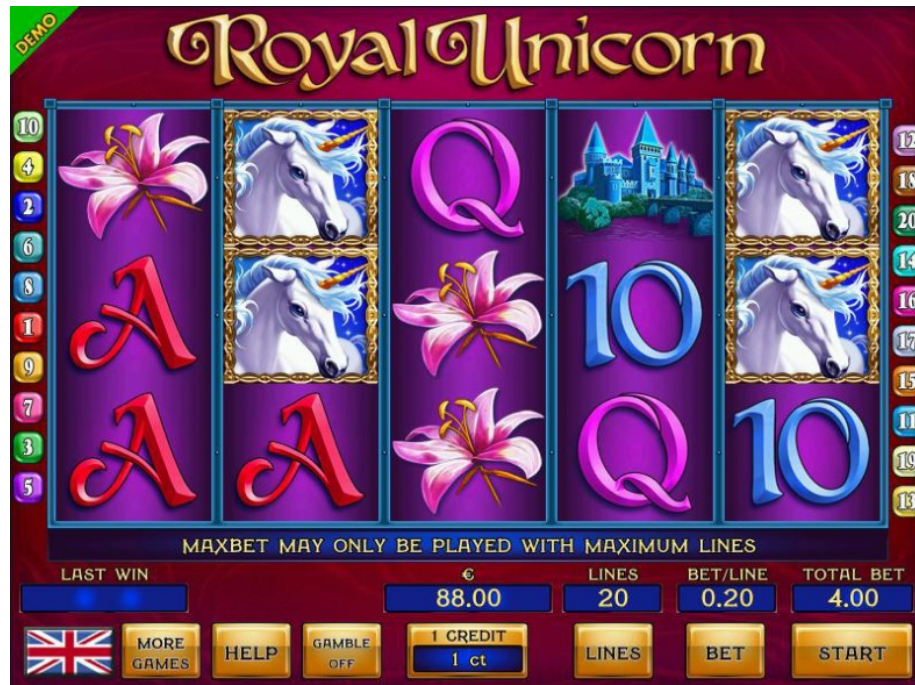 DEMO
Royal Unicorn
10
4
2
6
8
1
9
7
3
5
Q
10
A
A
A
Q
10
12
18
20
14
16
17
15
11
19
13
MAXBET MAY ONLY BE PLAYED WITH MAXIMUM LINES
LAST WIN
€
LINES
BET/LINE
TOTAL BET
88.00
20
0.20
4.00
MORE
GAMES
HELP
GAMBLE
OFF
1 CREDIT
1 ct
LINES
BET
START